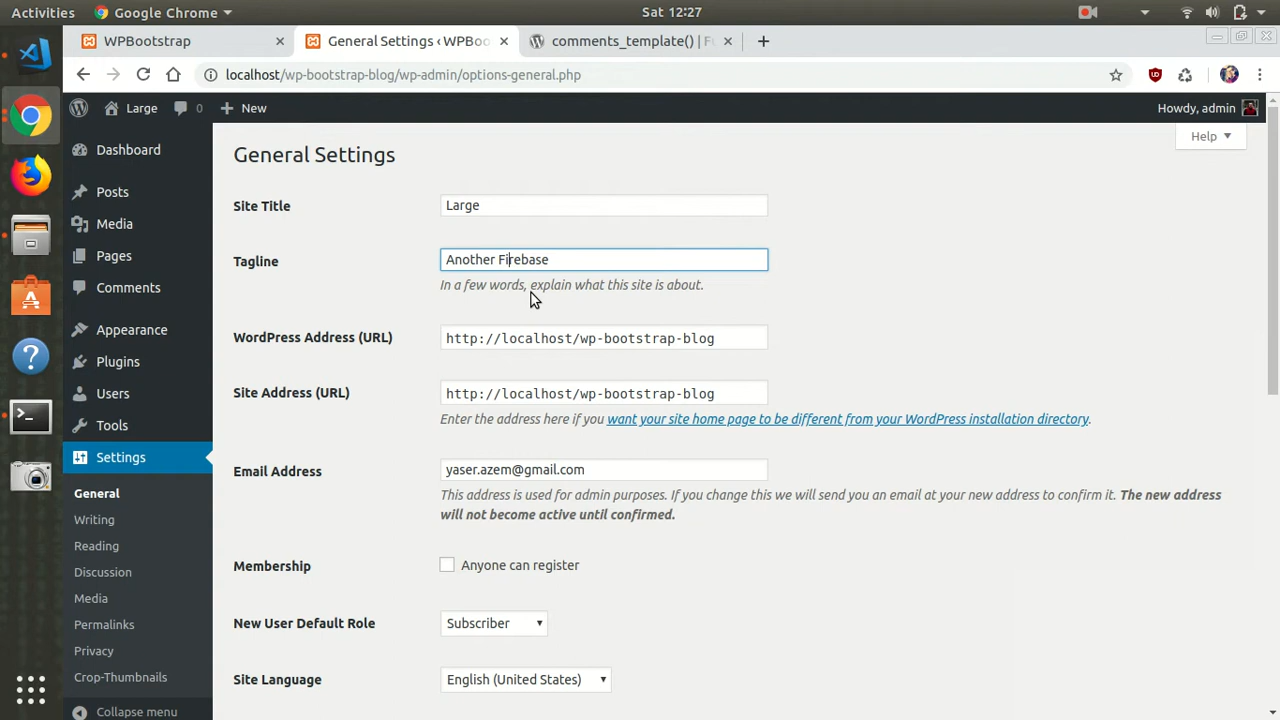 Activities
Google Chrome
Sat 12:27
WPBootstrap
General Settings ‹ WPBoo
comments_template() | Fu
localhost/wp-bootstrap-blog/wp-admin/options-general.php
Large
0
New
Howdy, admin
Help
Dashboard
Posts
Media
Pages
Comments
Appearance
Plugins
Users
Tools
Settings
General
Writing
Reading
Discussion
Media
Permalinks
Privacy
Crop-Thumbnails
Collapse menu
General Settings
Site Title
Large
Tagline
Another Firebase
In a few words, explain what this site is about.
WordPress Address (URL)
http://localhost/wp-bootstrap-blog
Site Address (URL)
http://localhost/wp-bootstrap-blog
Enter the address here if you want your site home page to be different from your WordPress installation directory.
Email Address
yaser.azem@gmail.com
This address is used for admin purposes. If you change this we will send you an email at your new address to confirm it. The new address
will not become active until confirmed.
Membership
Anyone can register
New User Default Role
Subscriber
Site Language
English (United States)